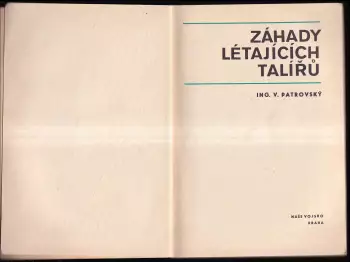 ZÁHADY
LÉTAJÍCÍCH
TALÍŘŮ
ING. V. PATROVSKÝ
NAŠE VOJSKO
PRAHA